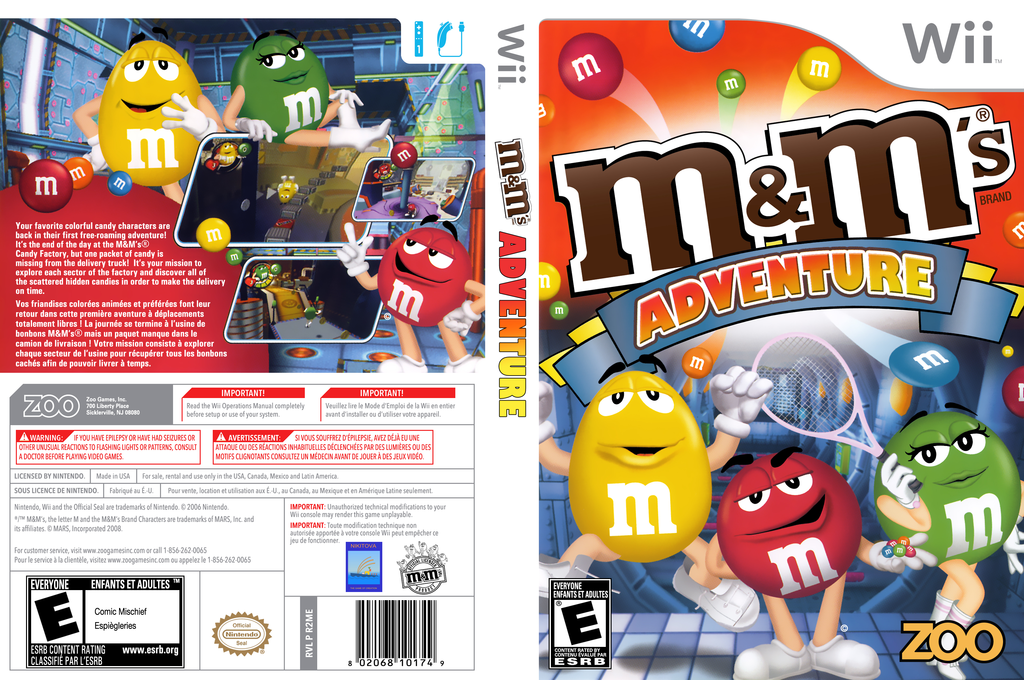 1
m
m
m
m
m
m
m
m
m
Your favorite colorful candy characters are
back in their first free-roaming adventure!
It's the end of the day at the M&M's®
Candy Factory, but one packet of candy is
missing from the delivery truck! It's your mission to
explore each sector of the factory and discover all of
the scattered hidden candies in order to make the delivery
on time.
Vos friandises colorées animées et préférées font leur
retour dans cette première aventure à déplacements
totalement libres ! La journée se termine à l'usine de
bonbons M&M's® mais un paquet manque dans le
camion de livraison ! Votre mission consiste à explorer
chaque secteur de l'usine pour récupérer tous les bonbons
cachés afin de pouvoir livrer à temps.
©
ZOO
Zoo Games, Inc.
700 Liberty Place
Sicklerville, NJ 08080
IMPORTANT!
Read the Wii Operations Manual completely
before setup or use of your system.
IMPORTANT!
Veuillez lire le Mode d'Emploi de la Wii en entier
avant d'installer ou d'utiliser votre appareil.
WARNING: IF YOU HAVE EPILEPSY OR HAVE HAD SEIZURES OR
OTHER UNUSUAL REACTIONS TO FLASHING LIGHTS OR PATTERNS, CONSULT
A DOCTOR BEFORE PLAYING VIDEO GAMES.
AVERTISSEMENT: SI VOUS SOUFFREZ D'ÉPILEPSIE, AVEZ DÉJÀ EU UNE
ATTAQUE OU DES RÉACTIONS INHABITUELLES DÉCLENCHÉES PAR DES LUMIÈRES OU DES
MOTIFS CLIGNOTANTS CONSULTEZ UN MÉDECIN AVANT DE JOUER À DES JEUX VIDÉO.
LICENSED BY NINTENDO. Made in USA For sale, rental and use only in the USA, Canada, Mexico and Latin America.
SOUS LICENCE DE NINTENDO. Fabriqué au É.-U. Pour vente, location et utilisation aux É.-U., au Canada, au Mexique et en Amérique Latine seulement.
Nintendo, Wii and the Official Seal are trademarks of Nintendo. © 2006 Nintendo.
®/™ M&M's, the letter M and the M&M's Brand Characters are trademarks of MARS, Inc. and
its affiliates. © MARS, Incorporated 2008.
For customer service, visit www.zoogamesinc.com or call 1-856-262-0065
Pour le service à la clientèle, visitez www.zoogamesinc.com ou appelez le 1-856-262-0065
IMPORTANT: Unauthorized technical modifications to your
Wii console may render this game unplayable.
IMPORTANT: Toute modification technique non
autorisée apportée à votre console Wii peut empêcher ce
jeu de fonctionner.
NIKITOVA
m&m's
EVERYONE ENFANTS ET ADULTES ™
E
Comic Mischief
Espiègleries
ESRB CONTENT RATING www.esrb.org
CLASSIFIÉ PAR L'ESRB
Official
Nintendo
Seal
RVL P R2ME
8 02068 10174 9
Wii™
m&m's
ADVENTURE
Wii™
m
m
m
m
m&m's®
BRAND
ADVENTURE
m
m
m
m
m
m
m
m
m
©
EVERYONE
ENFANTS ET ADULTES
E
®
CONTENT RATED BY
CONTENU ÉVALUÉ PAR
ESRB
ZOO